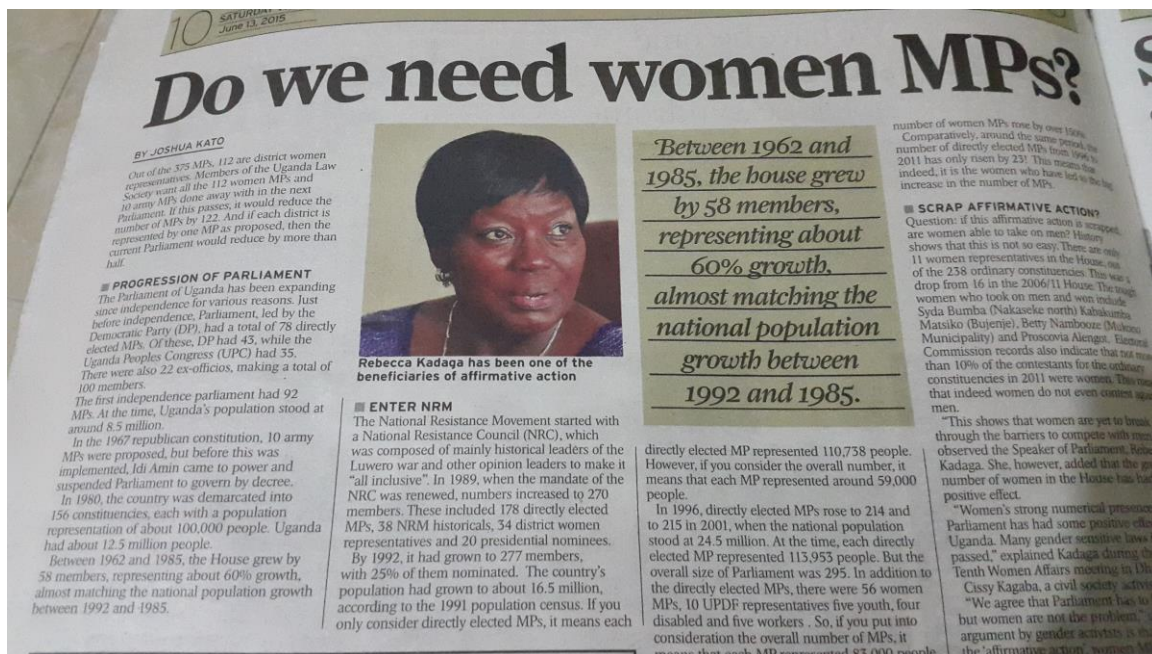 10
SATURDAY
June 13, 2015
Do we need women MPs?
BY JOSHUA KATO
Out of the 375 MPs, 112 are district women
representatives. Members of the Uganda Law
Society want all the 112 women MPs and
10 army MPs done away with in the next
Parliament. If this passes, it would reduce the
number of MPs by 122. And if each district is
represented by one MP as proposed, then the
current Parliament would reduce by more than
half.
PROGRESSION OF PARLIAMENT
The Parliament of Uganda has been expanding
since independence for various reasons. Just
before independence, Parliament, led by the
Democratic Party (DP), had a total of 78 directly
elected MPs. Of these, DP had 43, while the
Uganda Peoples Congress (UPC) had 35.
There were also 22 ex-officios, making a total of
100 members.
The first independence parliament had 92
MPs. At the time, Uganda's population stood at
around 8.5 million.
In the 1967 republican constitution, 10 army
MPs were proposed, but before this was
implemented, Idi Amin came to power and
suspended Parliament to govern by decree.
In 1980, the country was demarcated into
156 constituencies, each with a population
representation of about 100,000 people. Uganda
had about 12.5 million people.
Between 1962 and 1985, the House grew by
58 members, representing about 60% growth,
almost matching the national population growth
between 1992 and 1985.
Rebecca Kadaga has been one of the
beneficiaries of affirmative action
ENTER NRM
The National Resistance Movement started with
a National Resistance Council (NRC), which
was composed of mainly historical leaders of the
Luwero war and other opinion leaders to make it
"all inclusive". In 1989, when the mandate of the
NRC was renewed, numbers increased to 270
members. These included 178 directly elected
MPs, 38 NRM historicals, 34 district women
representatives and 20 presidential nominees.
By 1992, it had grown to 277 members,
with 25% of them nominated. The country's
population had grown to about 16.5 million,
according to the 1991 population census. If you
only consider directly elected MPs, it means each
Between 1962 and
1985, the house grew
by 58 members,
representing about
60% growth,
almost matching the
national population
growth between
1992 and 1985.
directly elected MP represented 110,738 people.
However, if you consider the overall number, it
means that each MP represented around 59,000
people.
In 1996, directly elected MPs rose to 214 and
to 215 in 2001, when the national population
stood at 24.5 million. At the time, each directly
elected MP represented 113,953 people. But the
overall size of Parliament was 295. In addition to
the directly elected MPs, there were 56 women
MPs, 10 UPDF representatives five youth, four
disabled and five workers . So, if you put into
consideration the overall number of MPs, it
means that each MP represented 83,000 people
number of women MPs rose by over
Comparatively, around the same period, the
number of directly elected MPs from 1996 to
2011 has only risen by 23! This means that
indeed, it is the women who have led to the big
increase in the number of MPs.
SCRAP AFFIRMATIVE ACTION?
Question: if this affirmative action is scrapped,
are women able to take on men? History
shows that this is not so easy. There are only
11 women representatives in the House, out
of the 238 ordinary constituencies. This was a
drop from 16 in the 2006/11 House. The
women who took on men and won include
Syda Bumba (Nakaseke north) Kabakumba
Matsiko (Bujenje), Betty Nambooze (Mukono
Municipality) and Proscovia Alengot. Electoral
Commission records also indicate that not more
than 10% of the contestants for the ordinary
constituencies in 2011 were women. This
that indeed women do not even contest
men.
"This shows that women are yet to break
through the barriers to compete with
observed the Speaker of Parliament,
Kadaga. She, however, added that the
number of women in the House has had
positive effect.
"Women's strong numerical presence
Parliament has had some positive
Uganda. Many gender sensitive laws
passed," explained Kadaga during the
Tenth Women Affairs meeting in
Cissy Kagaba, a civil society
"We agree that Parliament has to
but women are not the problem,"
argument by gender activists is
the 'affirmative action' women